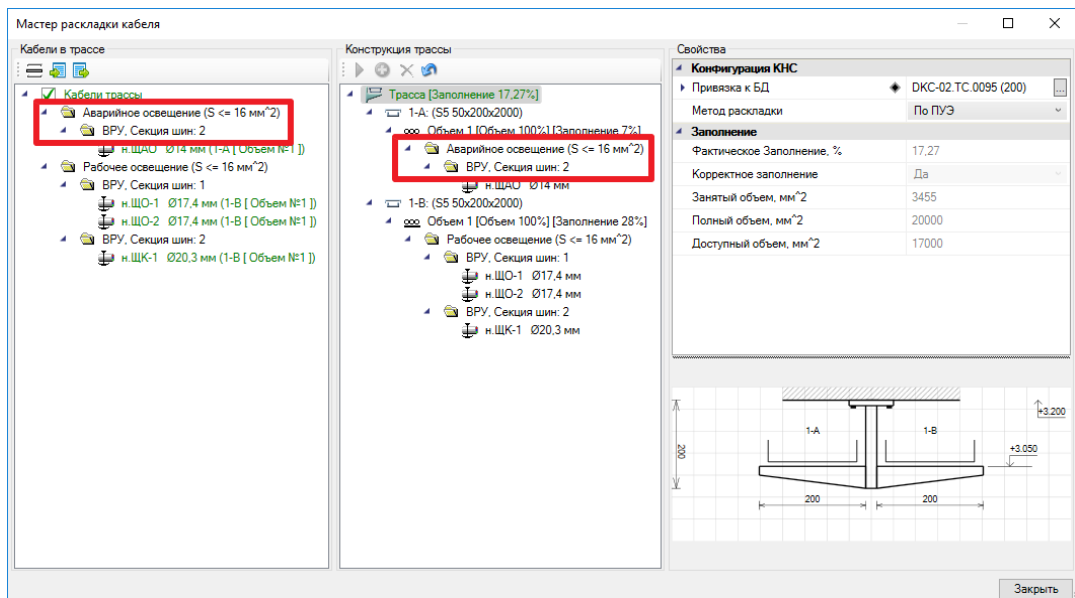 Мастер раскладки кабеля
Кабели в трассе
Кабели трассы
Аварийное освещение (S <= 16 мм^2)
ВРУ, Секция шин: 2
н.ЩАО Ø14 мм (1-A [ Объем №1 ])
Рабочее освещение (S <= 16 мм^2)
ВРУ, Секция шин: 1
н.ЩО-1 Ø17,4 мм (1-B [ Объем №1 ])
н.ЩО-2 Ø17,4 мм (1-B [ Объем №1 ])
ВРУ, Секция шин: 2
н.ЩК-1 Ø20,3 мм (1-B [ Объем №1 ])
Конструкция трассы
Трасса [Заполнение 17,27%]
1-A: (S5 50x200x2000)
Объем 1 [Объем 100%] [Заполнение 7%]
Аварийное освещение (S <= 16 мм^2)
ВРУ, Секция шин: 2
н.ЩАО Ø14 мм
1-B: (S5 50x200x2000)
Объем 1 [Объем 100%] [Заполнение 28%]
Рабочее освещение (S <= 16 мм^2)
ВРУ, Секция шин: 1
н.ЩО-1 Ø17,4 мм
н.ЩО-2 Ø17,4 мм
ВРУ, Секция шин: 2
н.ЩК-1 Ø20,3 мм
Свойства
Конфигурация КНС
Привязка к БД DKC-02.TC.0095 (200) ...
Метод раскладки По ПУЭ
Заполнение
Фактическое Заполнение, % 17,27
Корректное заполнение Да
Занятый объем, мм^2 3455
Полный объем, мм^2 20000
Доступный объем, мм^2 17000
+3.200
1-A 1-B
+3.050
200
200 200
Закрыть